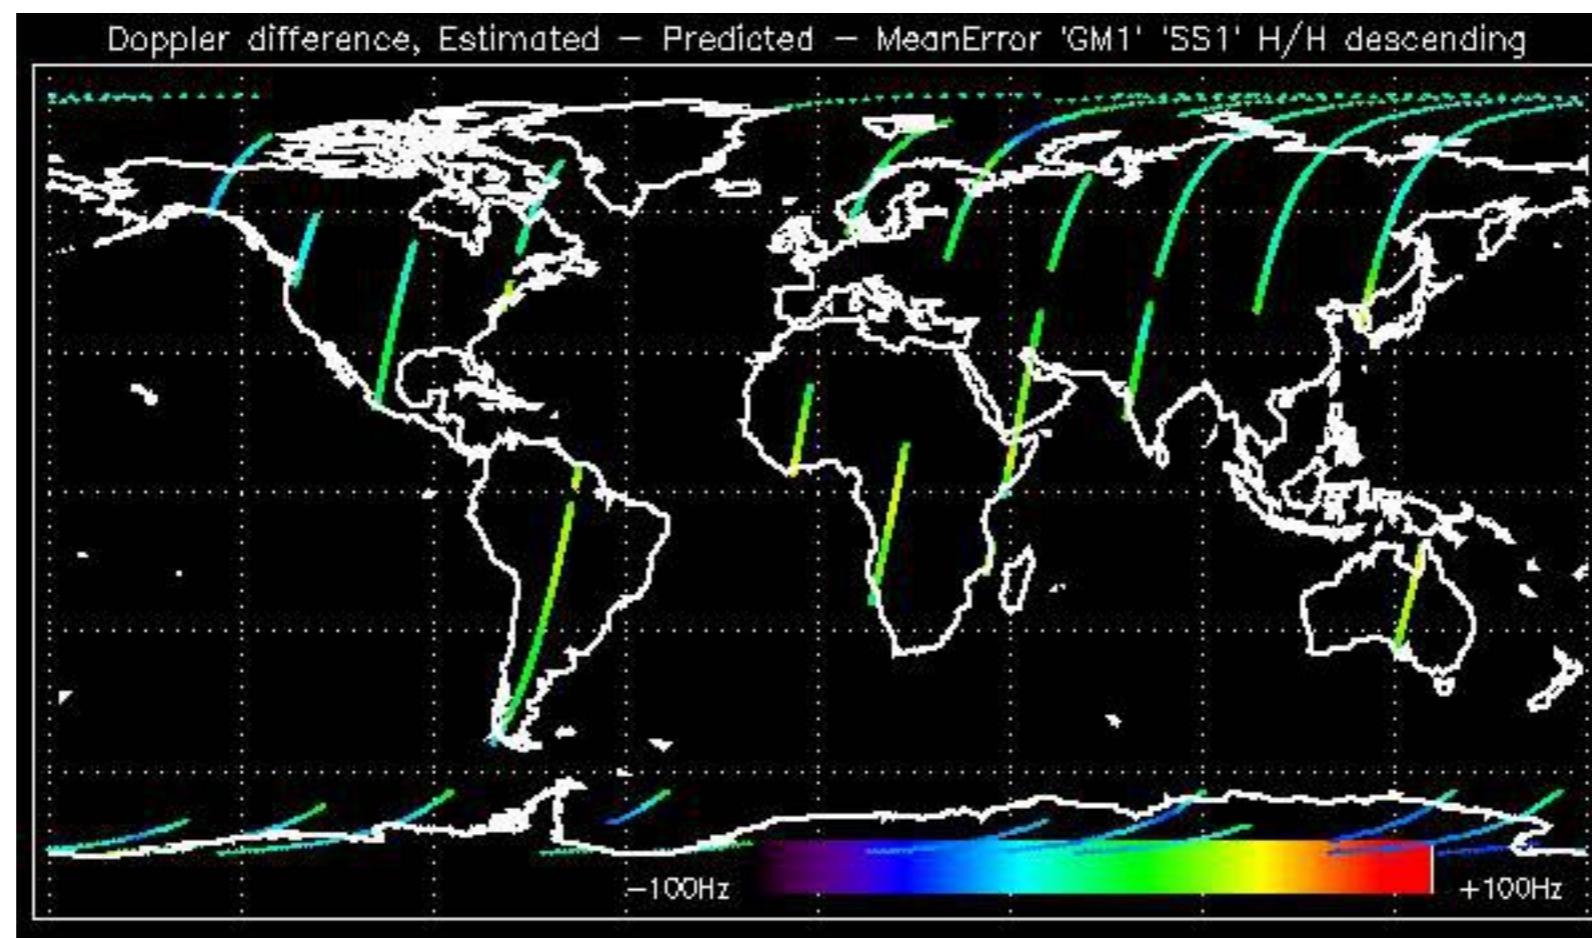 Doppler difference, Estimated – Predicted – MeanError 'GM1' 'SS1' H/H descending
−100Hz
+100Hz